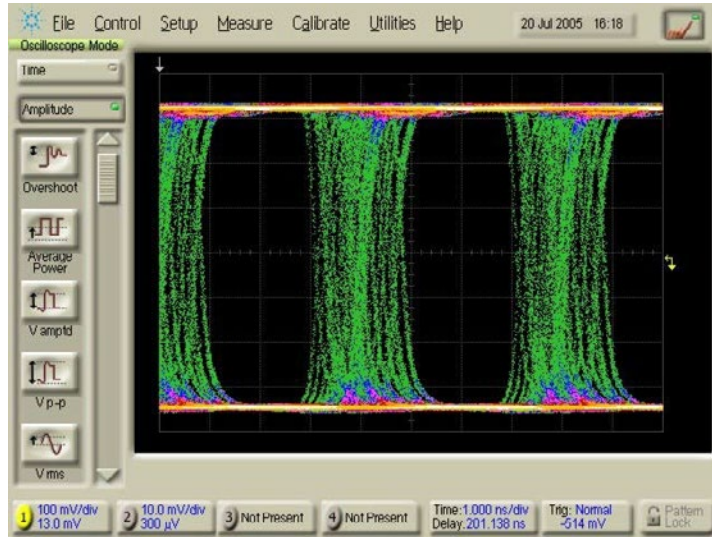 File Control Setup Measure Calibrate Utilities Help 20 Jul 2005 16:18
Oscilloscope Mode
Time
Amplitude
Overshoot
Average
Power
V amptd
V p-p
V rms
1 100 mV/div
13.0 mV
2 10.0 mV/div
300 µV
3 Not Present
4 Not Present
Time:1.000 ns/div
Delay:201.138 ns
Trig: Normal
-514 mV
Pattern
Lock